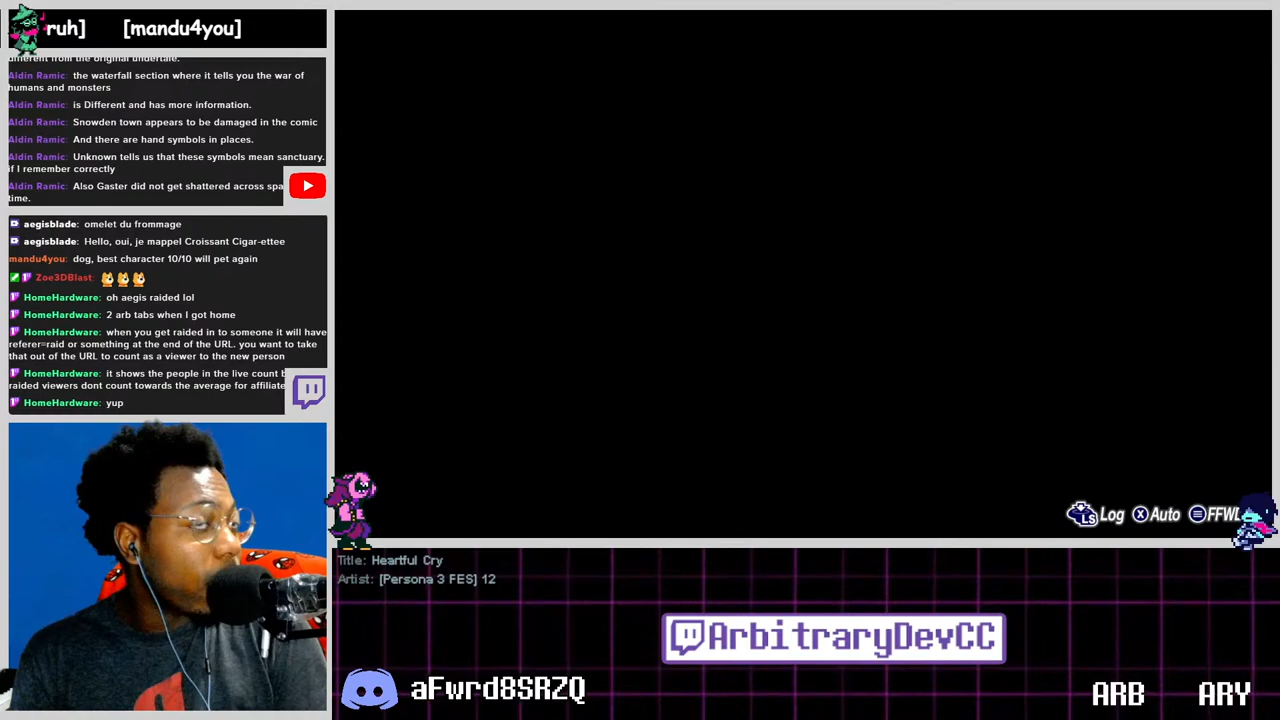 ruh] [mandu4you]
different from the original undertale.
Aldin Ramic: the waterfall section where it tells you the war of
humans and monsters
Aldin Ramic: is Different and has more information.
Aldin Ramic: Snowden town appears to be damaged in the comic
Aldin Ramic: And there are hand symbols in places.
Aldin Ramic: Unknown tells us that these symbols mean sanctuary.
if I remember correctly
Aldin Ramic: Also Gaster did not get shattered across spa
time.
aegisblade: omelet du frommage
aegisblade: Hello, oui, je mappel Croissant Cigar-ettee
mandu4you: dog, best character 10/10 will pet again
Zoe3DBlast:
HomeHardware: oh aegis raided lol
HomeHardware: 2 arb tabs when I got home
HomeHardware: when you get raided in to someone it will have
referer=raid or something at the end of the URL. you want to take
that out of the URL to count as a viewer to the new person
HomeHardware: it shows the people in the live count b
raided viewers dont count towards the average for affiliate
HomeHardware: yup
LS Log X Auto FFWD
Title: Heartful Cry
Artist: [Persona 3 FES] 12
ArbitraryDevCC
aFwrd8SRZQ
ARB ARY